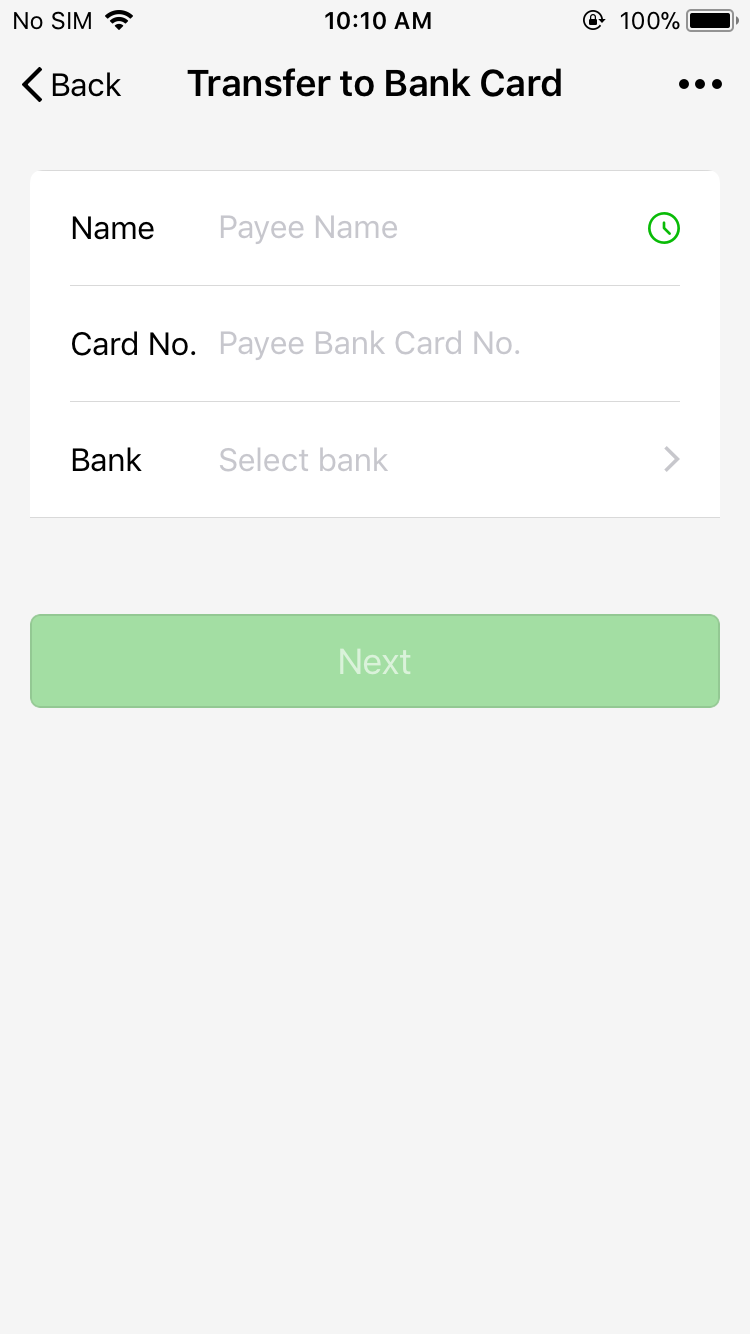 No SIM 10:10 AM 100%
Back Transfer to Bank Card
Name Payee Name
Card No. Payee Bank Card No.
Bank Select bank
Next